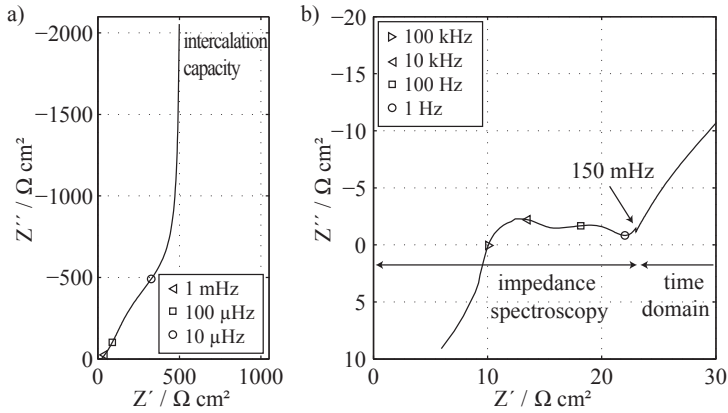 a)
−2000
−1500
−1000
−500
0
Z´´ / Ω cm²
intercalation
capacity
1 mHz
100 µHz
10 µHz
0 500 1000
Z´ / Ω cm²
b)
−20
−15
−10
−5
0
5
10
Z´´ / Ω cm²
100 kHz
10 kHz
100 Hz
1 Hz
150 mHz
impedance
spectroscopy
time
domain
0 10 20 30
Z´ / Ω cm²